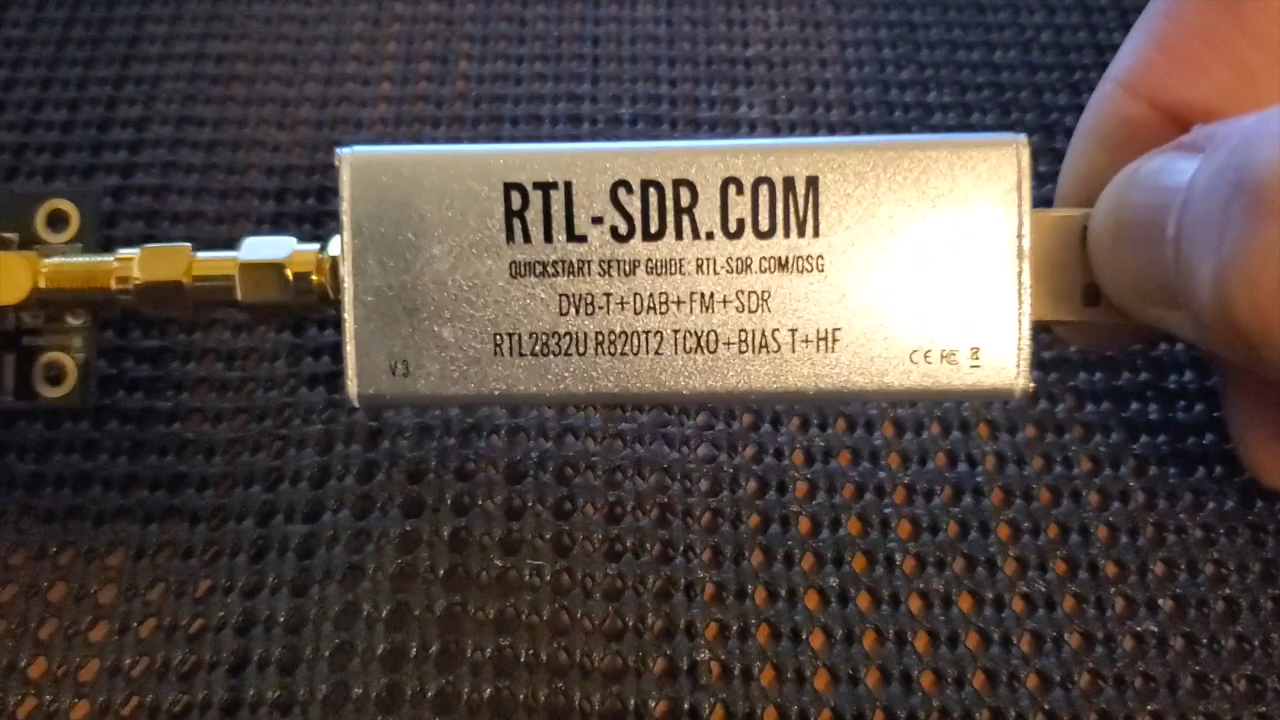 RTL-SDR.COM
QUICKSTART SETUP GUIDE: RTL-SDR.COM/QSG
DVB-T+DAB+FM+SDR
RTL2832U R820T2 TCXO+BIAS T+HF
V.3
CE FC